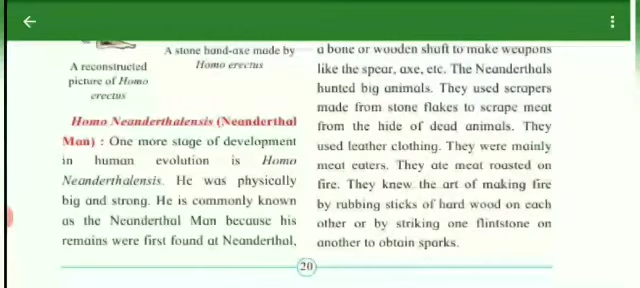 A reconstructed
picture of Homo
erectus
A stone hand-axe made by
Homo erectus
Homo Neanderthalensis (Neanderthal
Man) : One more stage of development
in human evolution is Homo
Neanderthalensis. He was physically
big and strong. He is commonly known
as the Neanderthal Man because his
remains were first found at Neanderthal,
a bone or wooden shaft to make weapons
like the spear, axe, etc. The Neanderthals
hunted big animals. They used scrapers
made from stone flakes to scrape meat
from the hide of dead animals. They
used leather clothing. They were mainly
meat eaters. They ate meat roasted on
fire. They knew the art of making fire
by rubbing sticks of hard wood on each
other or by striking one flintstone on
another to obtain sparks.
20